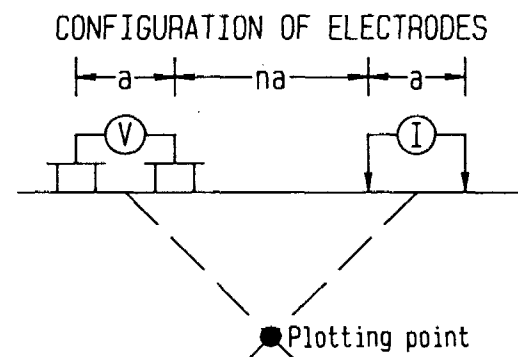 CONFIGURATION OF ELECTRODES
a na a
V I
Plotting point